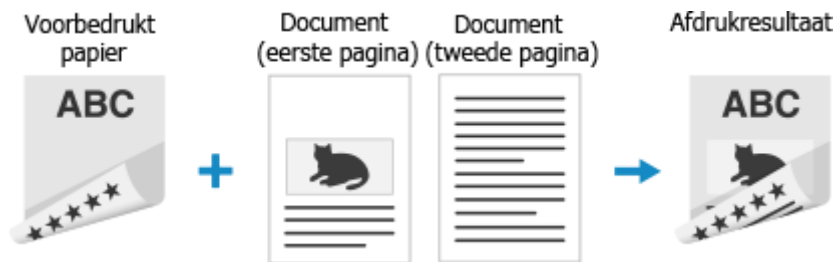 Voorbedrukt
papier
ABC
Document
(eerste pagina)
Document
(tweede pagina)
Afdrukresultaat
ABC